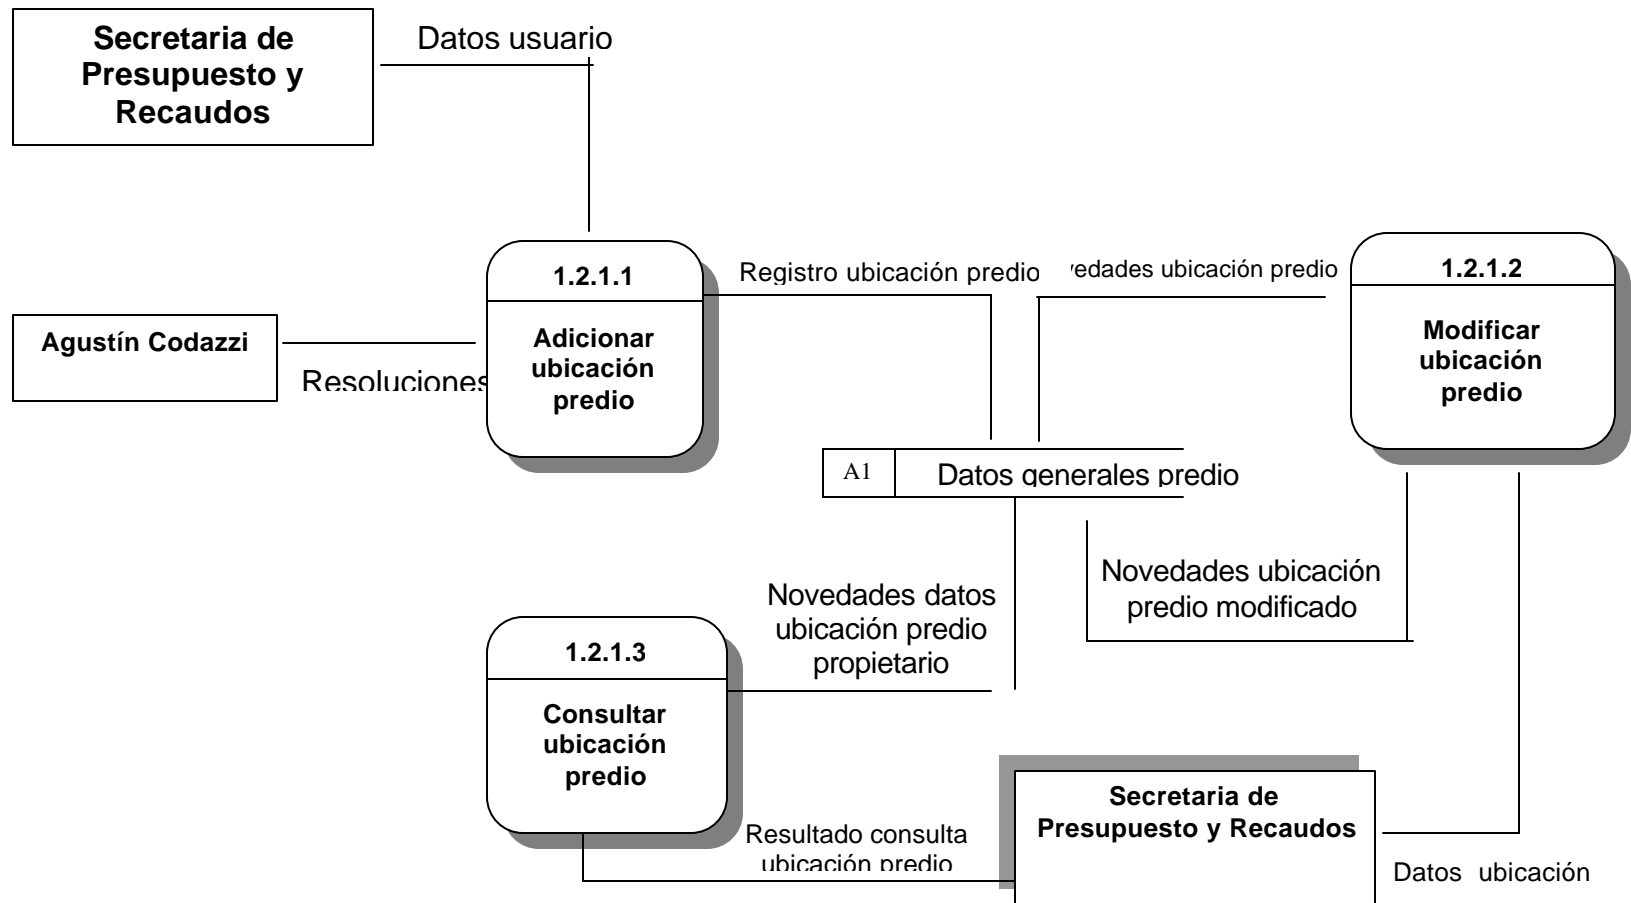 Secretaria de
Presupuesto y
Recaudos
Datos usuario
1.2.1.1
Adicionar
ubicación
predio
Registro ubicación predio
vedades ubicación predio
1.2.1.2
Modificar
ubicación
predio
Agustín Codazzi
Resoluciones
A1
Datos generales predio
Novedades datos
ubicación predio
propietario
Novedades ubicación
predio modificado
1.2.1.3
Consultar
ubicación
predio
Resultado consulta
ubicación predio
Secretaria de
Presupuesto y Recaudos
Datos ubicación